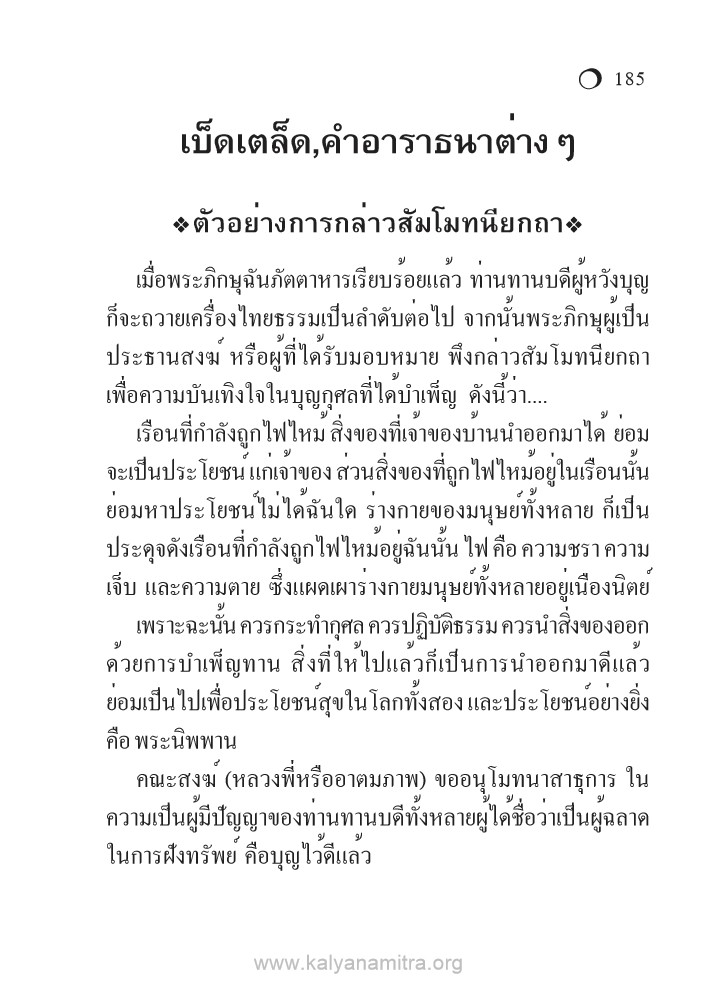 185
เบ็ดเตล็ด,คำอาราธนาต่าง ๆ
❖ตัวอย่างการกล่าวสัมโมทนียกถา❖
เมื่อพระภิกษุฉันภัตตาหารเรียบร้อยแล้ว ท่านทานบดีผู้หวังบุญ
ก็จะถวายเครื่องไทยธรรมเป็นลำดับต่อไป จากนั้นพระภิกษุผู้เป็น
ประธานสงฆ์ หรือผู้ที่ได้รับมอบหมาย พึงกล่าวสัมโมทนียกถา
เพื่อความบันเทิงใจในบุญกุศลที่ได้บำเพ็ญ ดังนี้ว่า....
เรือนที่กำลังถูกไฟไหม้ สิ่งของที่เจ้าของบ้านนำออกมาได้ ย่อม
จะเป็นประโยชน์ แก่เจ้าของ ส่วนสิ่งของที่ถูกไฟไหม้อยู่ในเรือนนั้น
ย่อมหาประโยชน์ไม่ได้ฉันใด ร่างกายของมนุษย์ทั้งหลาย ก็เป็น
ประดุจดังเรือนที่กำลังถูกไฟไหม้อยู่ฉันนั้น ไฟ คือ ความชรา ความ
เจ็บ และความตาย ซึ่งแผดเผาร่างกายมนุษย์ทั้งหลายอยู่เนืองนิตย์
เพราะฉะนั้น ควรกระทำกุศล ควรปฏิบัติธรรม ควรนำสิ่งของออก
ด้วยการบำเพ็ญทาน สิ่งที่ให้ไปแล้วก็เป็นการนำออกมาดีแล้ว
ย่อมเป็นไปเพื่อประโยชน์สุขในโลกทั้งสอง และประโยชน์อย่างยิ่ง
คือ พระนิพพาน
คณะสงฆ์ (หลวงพี่หรืออาตมภาพ) ขออนุโมทนาสาธุการ ใน
ความเป็นผู้มีปัญญาของท่านทานบดีทั้งหลายผู้ได้ชื่อว่าเป็นผู้ฉลาด
ในการฝังทรัพย์ คือบุญไว้ดีแล้ว
www.kalyanamitra.org